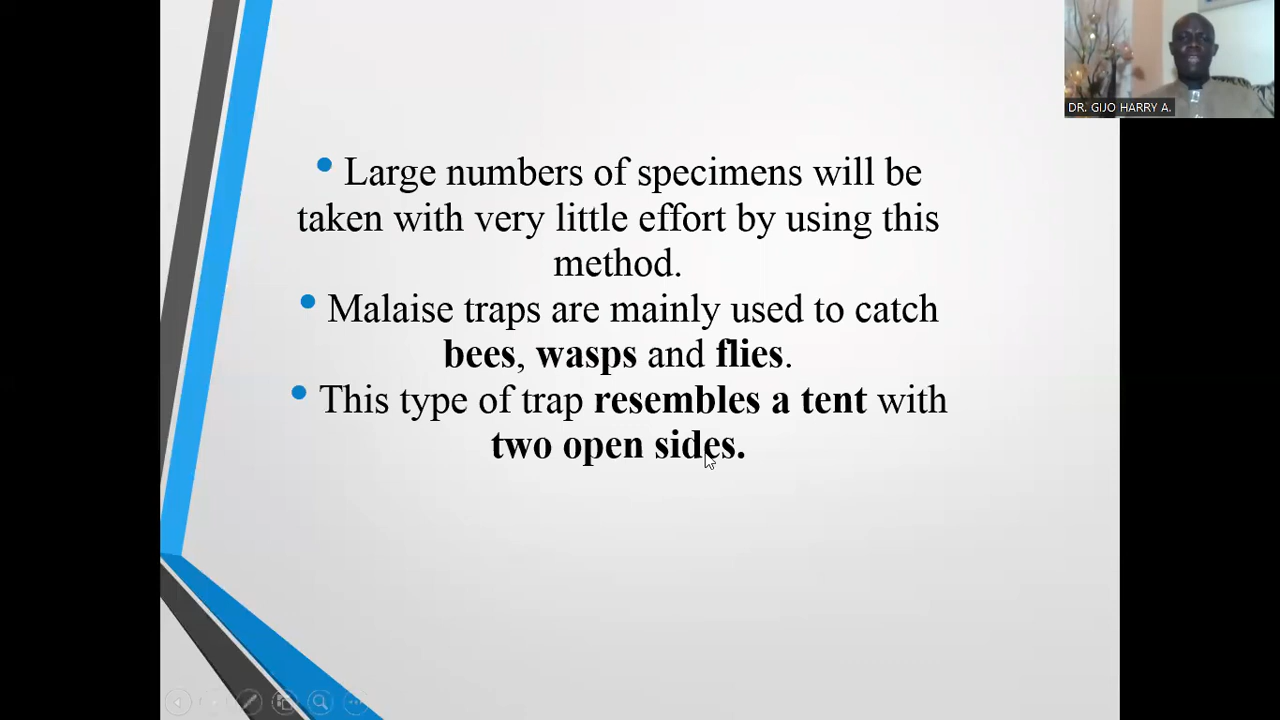 DR. GIJO HARRY A.
• Large numbers of specimens will be
taken with very little effort by using this
method.
• Malaise traps are mainly used to catch
bees, wasps and flies.
• This type of trap resembles a tent with
two open sides.